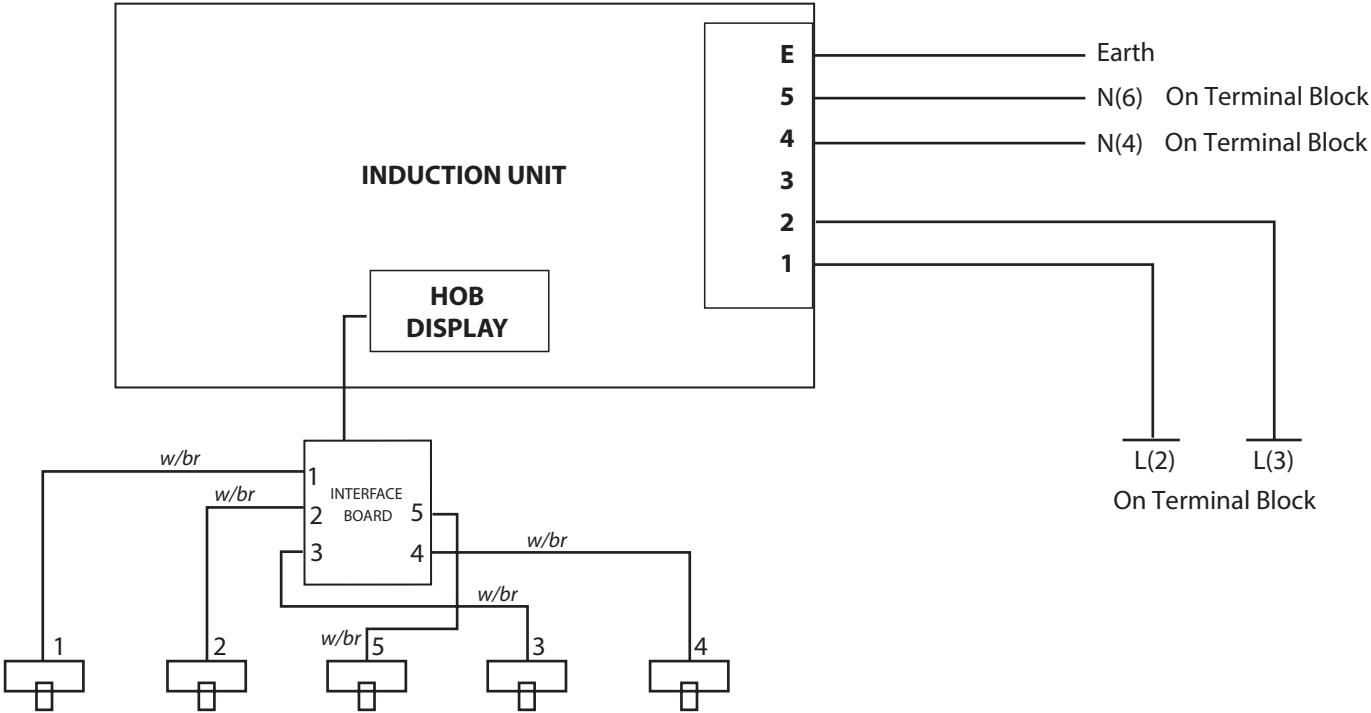 E
Earth
5
N(6) On Terminal Block
4
N(4) On Terminal Block
3
2
1
INDUCTION UNIT
HOB
DISPLAY
L(2)
L(3)
On Terminal Block
w/br
1
w/br
2
3
INTERFACE
BOARD
5
4
w/br
w/br
w/br
1
2
5
3
4